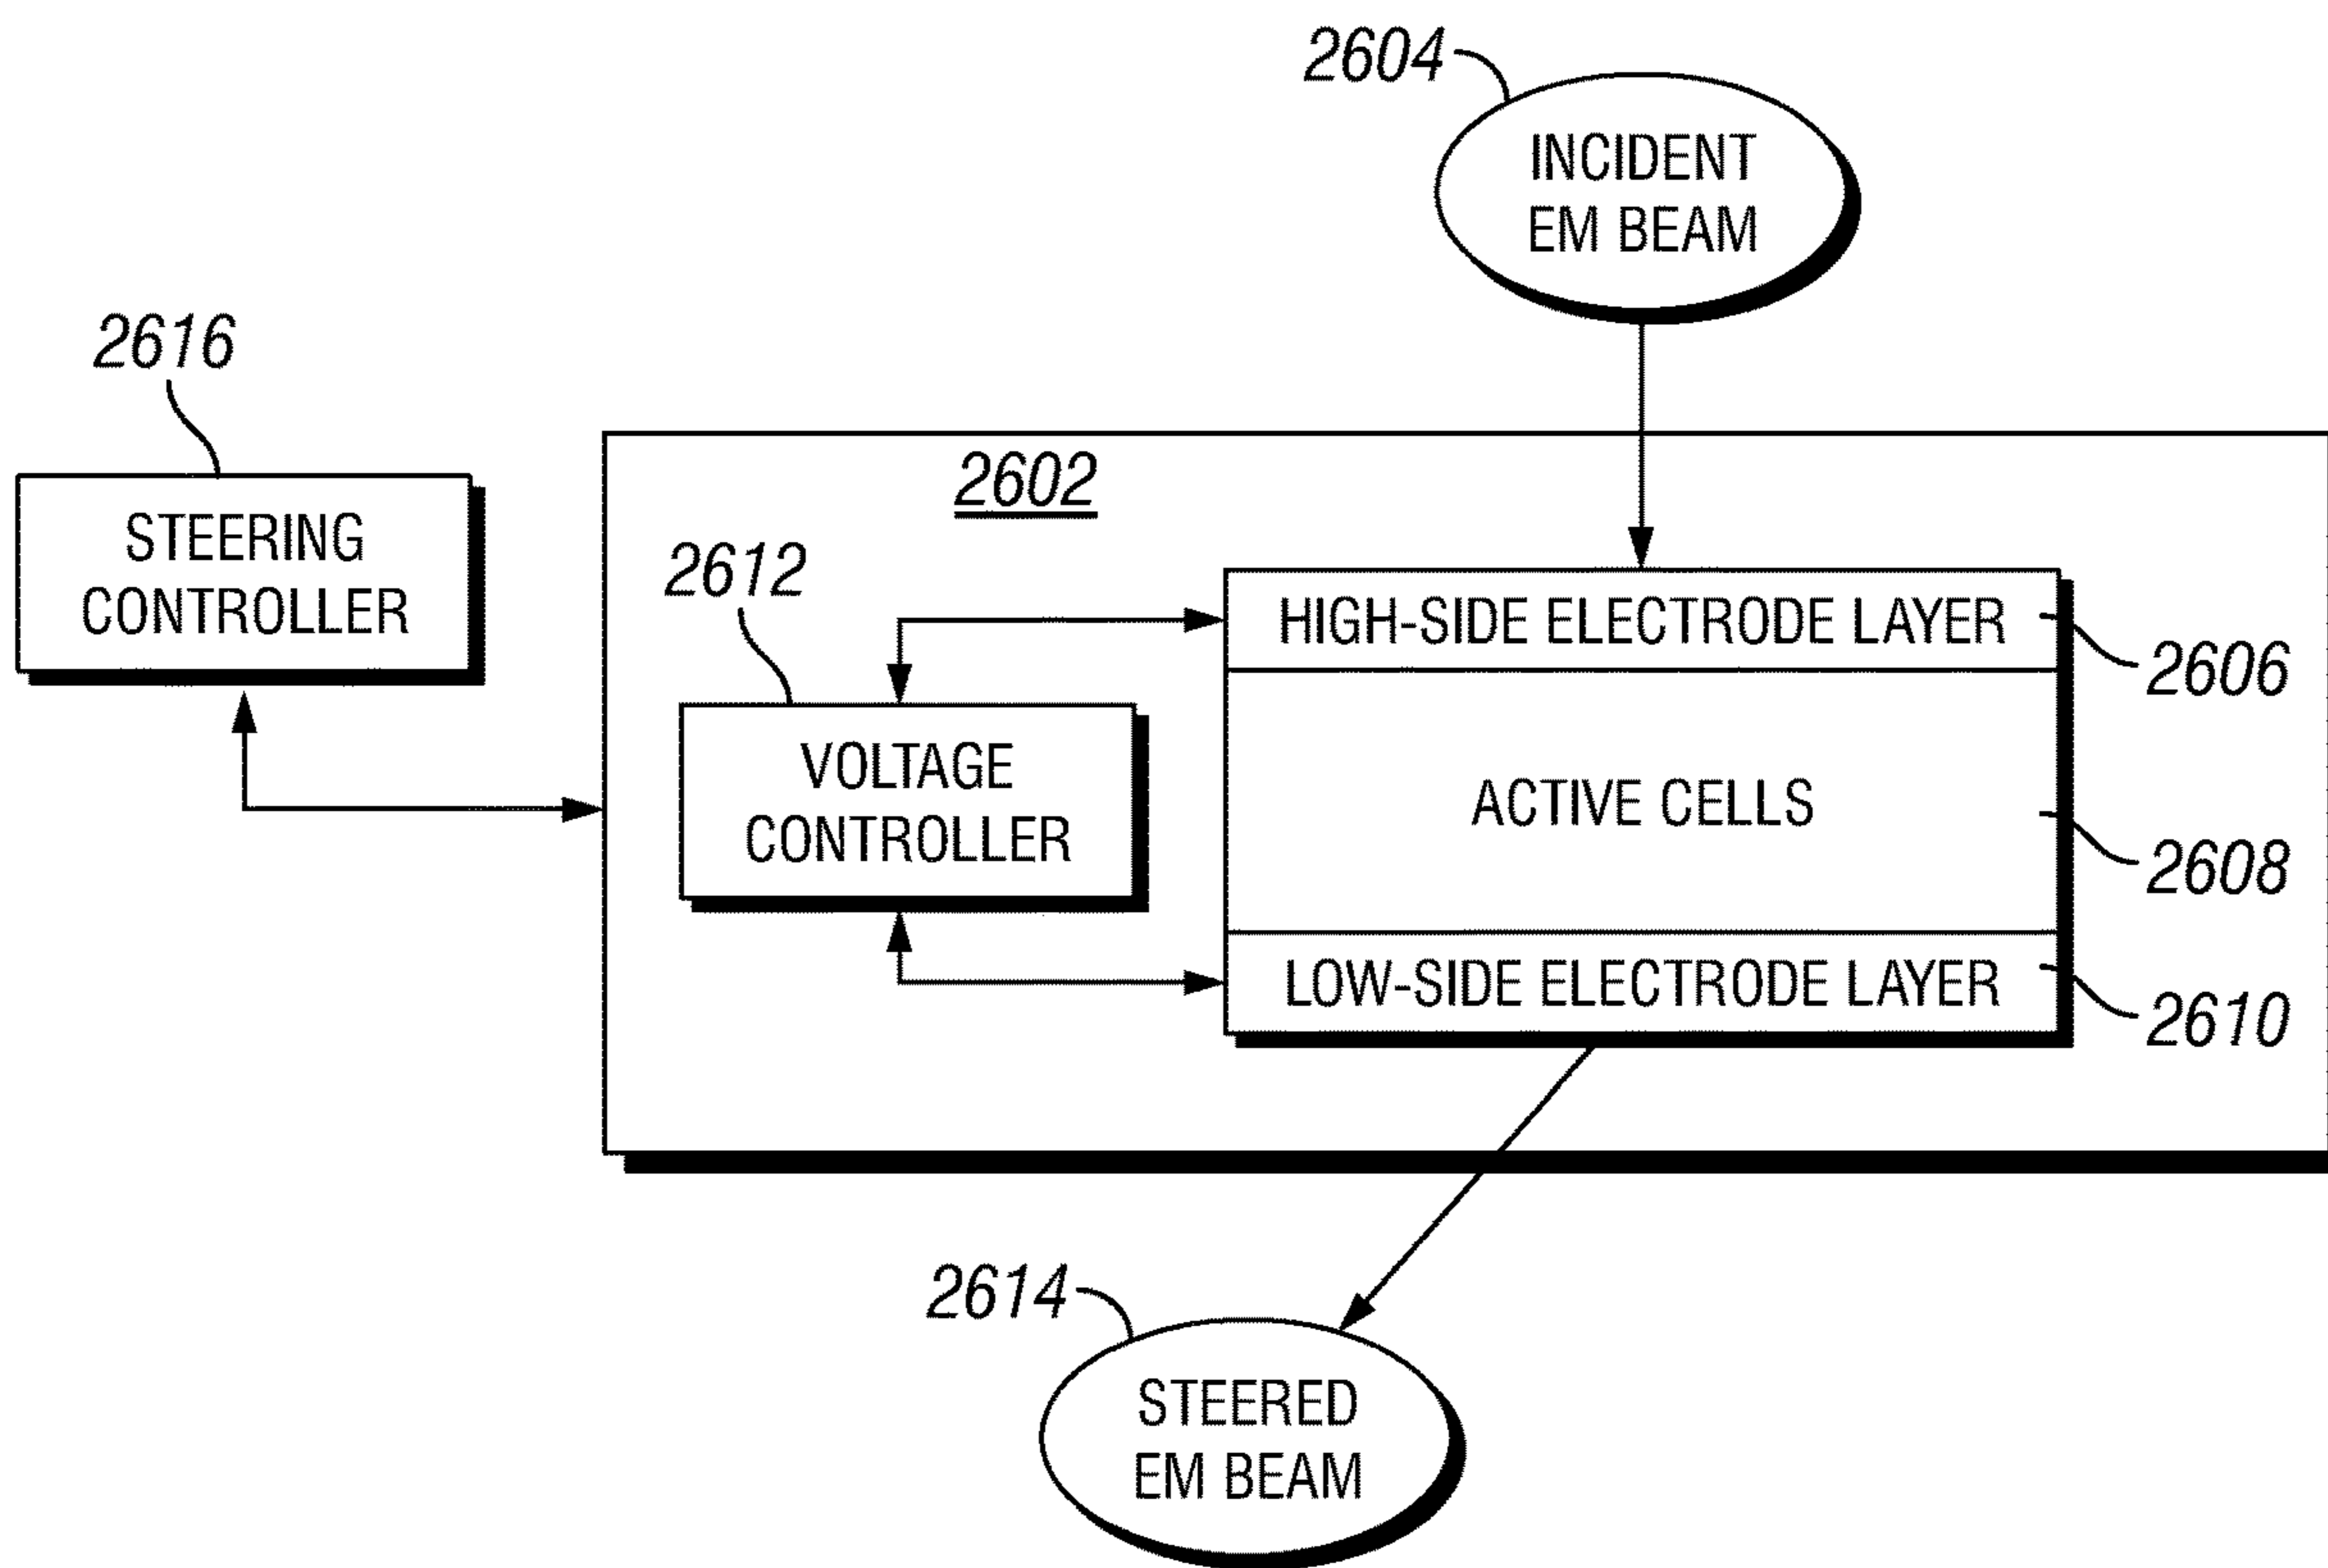 2604
INCIDENT
EM BEAM
2616
STEERING
CONTROLLER
2602
2612
VOLTAGE
CONTROLLER
HIGH-SIDE ELECTRODE LAYER
2606
ACTIVE CELLS
2608
LOW-SIDE ELECTRODE LAYER
2610
2614
STEERED
EM BEAM